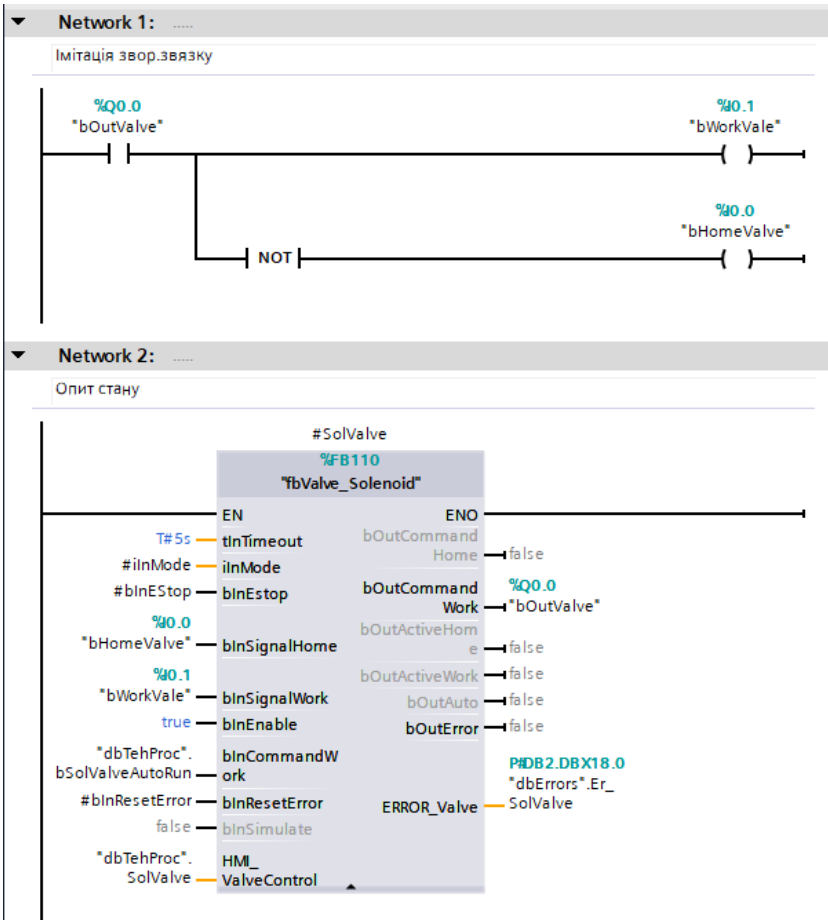 Network 1: .....
Імітація звор.звязку
%Q0.0
"bOutValve"
%I0.1
"bWorkVale"
%I0.0
"bHomeValve"
NOT
Network 2: .....
Опит стану
#SolValve
%FB110
"fbValve_Solenoid"
EN
ENO
T#5s
tInTimeout
bOutCommand
Home
false
#iInMode
iInMode
#bInEStop
bInEstop
bOutCommand
Work
%Q0.0
"bOutValve"
%I0.0
"bHomeValve"
bInSignalHome
bOutActiveHom
e
false
%I0.1
"bWorkVale"
bInSignalWork
bOutActiveWork
false
bOutAuto
false
true
bInEnable
bOutError
false
"dbTehProc".
bSolValveAutoRun
bInCommandW
ork
#bInResetError
bInResetError
ERROR_Valve
P#DB2.DBX18.0
"dbErrors".Er_
SolValve
false
bInSimulate
"dbTehProc".
SolValve
HMI_
ValveControl